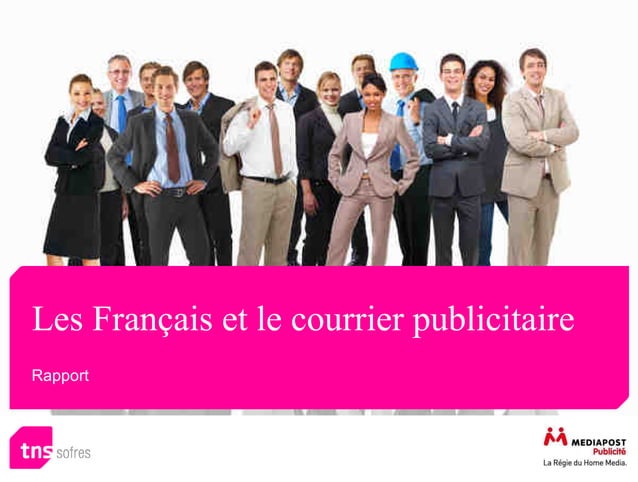 Les Français et le courrier publicitaire
Rapport
tns sofres
MEDIAPOST
Publicité
La Régie du Home Media.